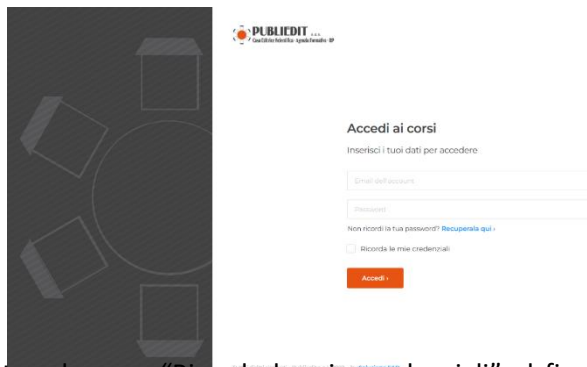 PUBLIEDIT
Accedi ai corsi
Inserisci i tuoi dati per accedere
Email dell'account
Password
Non ricordi la tua password? Recuperala qui ›
Ricorda le mie credenziali
Accedi ›